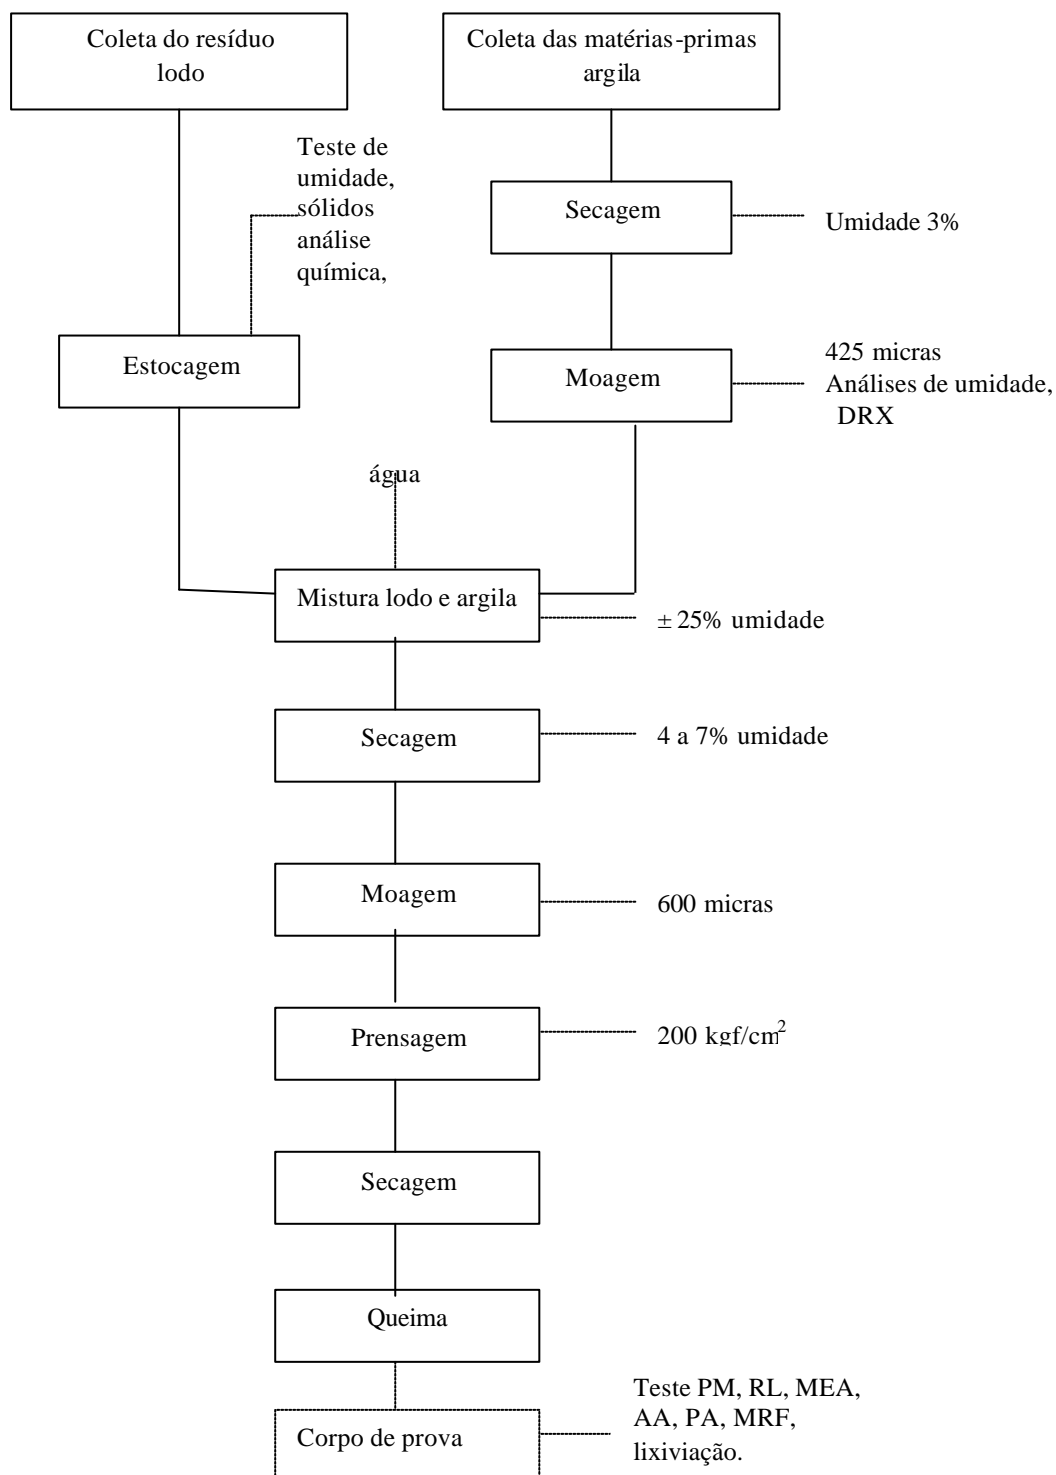 Coleta do resíduo
lodo
Coleta das matérias-primas
argila
Teste de
umidade,
sólidos
análise
química,
Secagem
Umidade 3%
Estocagem
Moagem
425 micras
Análises de umidade,
DRX
água
Mistura lodo e argila
± 25% umidade
Secagem
4 a 7% umidade
Moagem
600 micras
Prensagem
200 kgf/cm²
Secagem
Queima
Corpo de prova
Teste PM, RL, MEA,
AA, PA, MRF,
lixiviação.